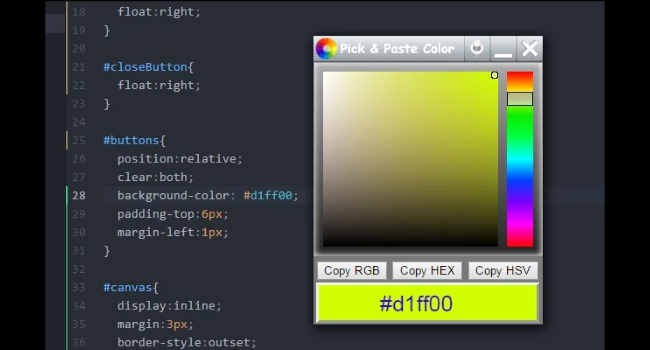 18 float:right;
19 }
20
21 #closeButton{
22 float:right;
23 }
24
25 #buttons{
26 position:relative;
27 clear:both;
28 background-color: #d1ff00;
29 padding-top:6px;
30 margin-left:1px;
31 }
32
33 #canvas{
34 display:inline;
35 margin:3px;
36 border-style:outset;
Pick & Paste Color
Copy RGB Copy HEX Copy HSV
#d1ff00